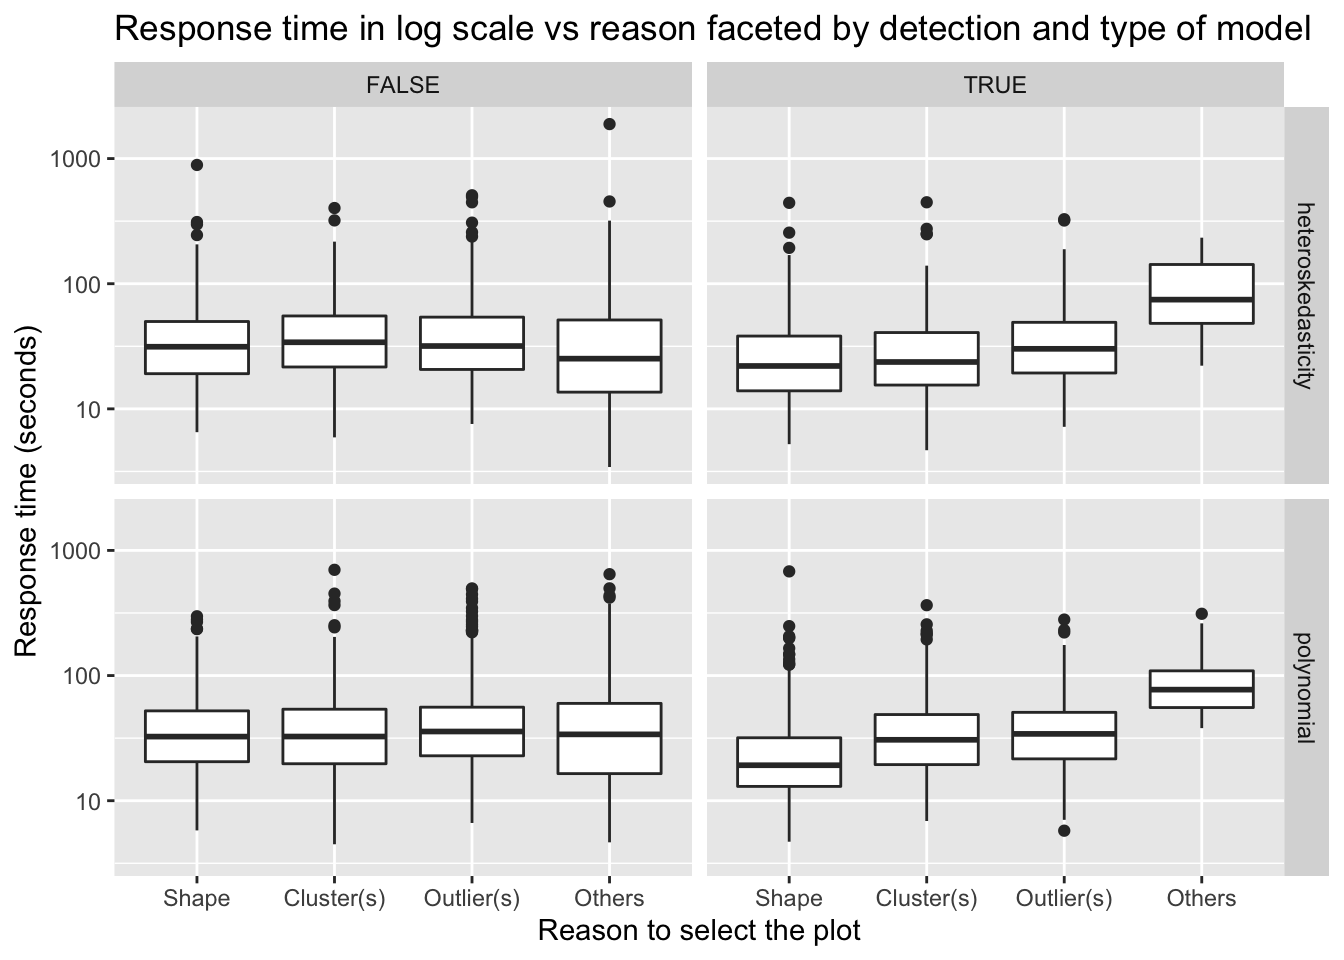 Response time in log scale vs reason faceted by detection and type of model
FALSE
TRUE
1000
100
10
heteroskedasticity
1000
100
10
polynomial
Response time (seconds)
Shape
Cluster(s)
Outlier(s)
Others
Shape
Cluster(s)
Outlier(s)
Others
Reason to select the plot